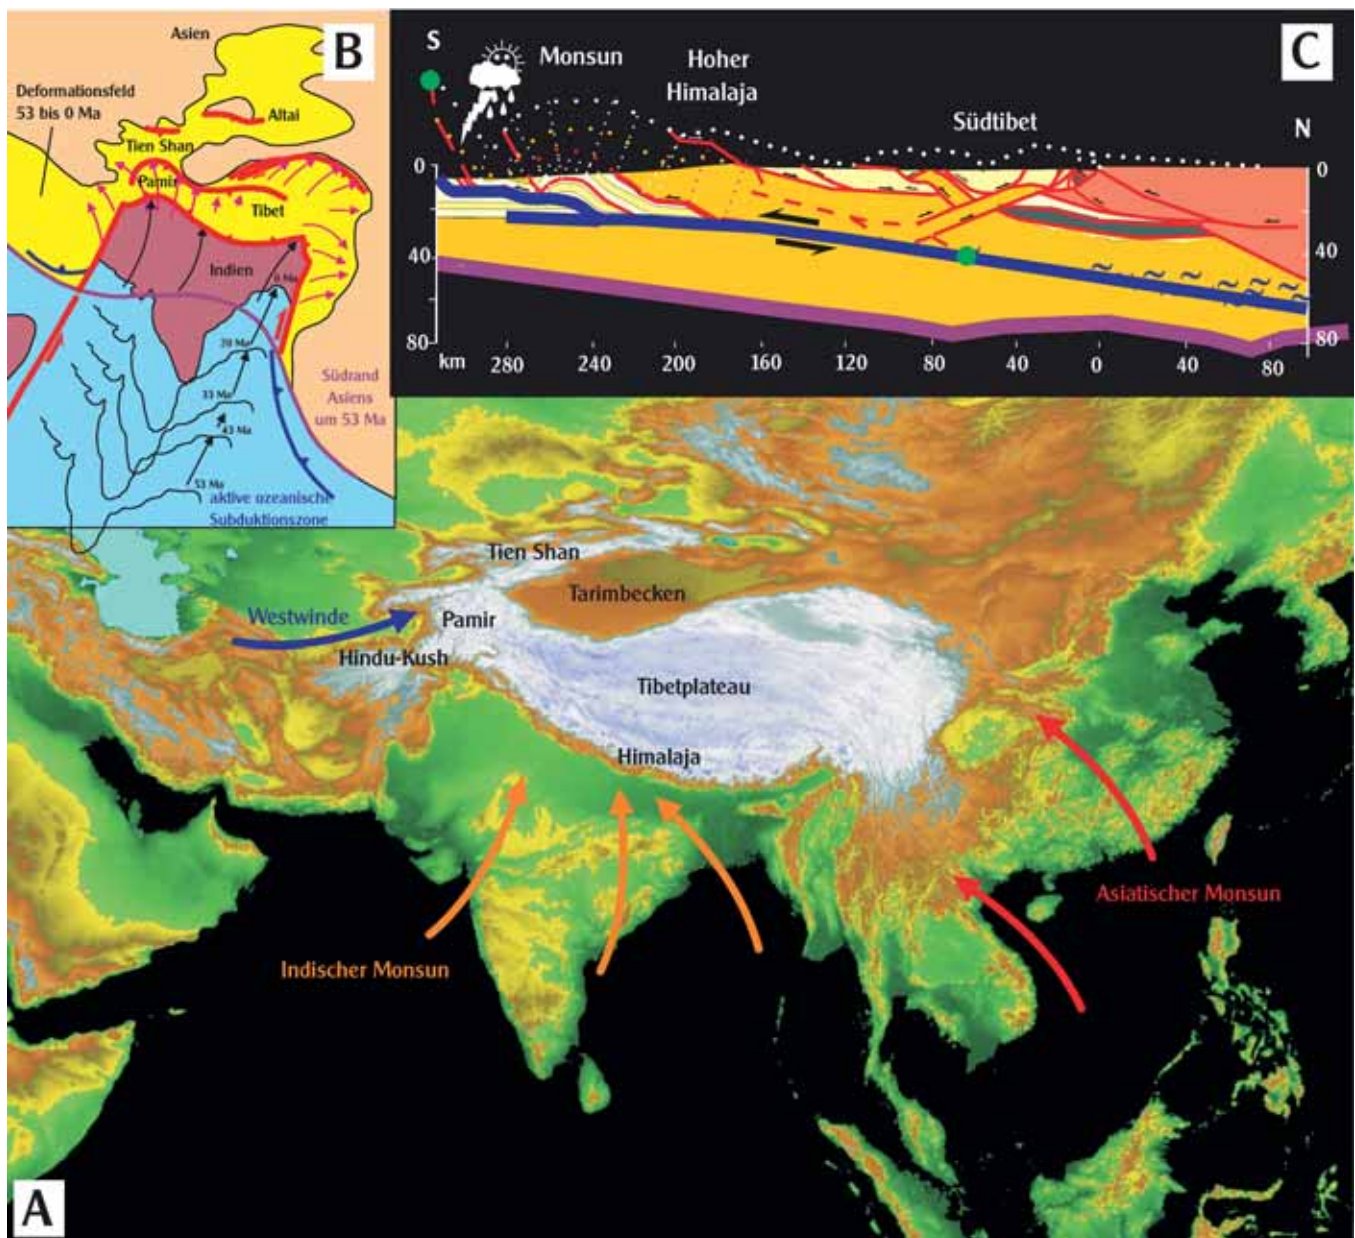 B
Asien
Deformationsfeld
53 bis 0 Ma
Altai
Tien Shan
Pamir
Tibet
Indien
0 Ma
33 Ma
43 Ma
53 Ma
Südrand
Asiens
um 53 Ma
aktive ozeanische
Subduktionszone
C
S
Monsun
Hoher
Himalaja
Südtibet
N
0
40
80
0
40
80
km 280 240 200 160 120 80 40 0 40 80
Tien Shan
Tarimbecken
Westwinde
Pamir
Hindu-Kush
Tibetplateau
Himalaja
Asiatischer Monsun
Indischer Monsun
A